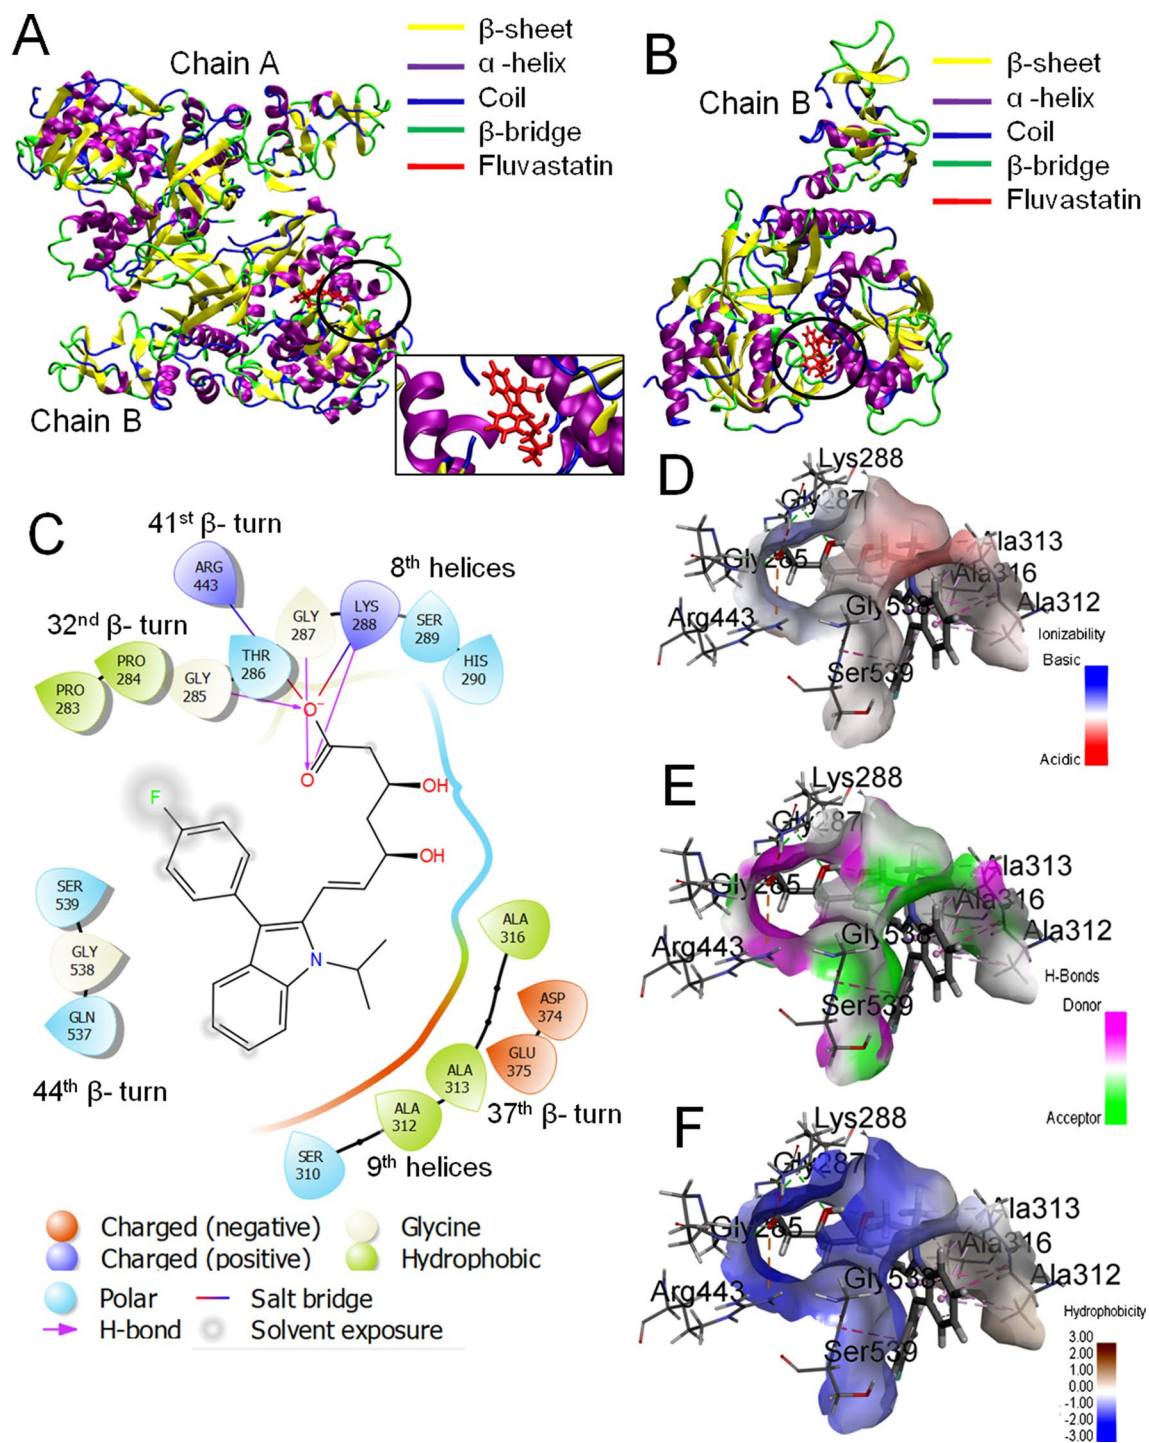 A
Chain A
β-sheet
α -helix
Coil
β-bridge
Fluvastatin
Chain B
B
Chain B
β-sheet
α -helix
Coil
β-bridge
Fluvastatin
C
41st β- turn
ARG
443
8th helices
32nd β- turn
GLY
287
LYS
288
SER
289
HIS
290
THR
286
PRO
284
PRO
283
GLY
285
O−
O
OH
OH
F
N
SER
539
GLY
538
GLN
537
44th β- turn
ALA
316
ASP
374
GLU
375
ALA
313
37th β- turn
ALA
312
SER
310
9th helices
Charged (negative)
Charged (positive)
Polar
H-bond
Glycine
Hydrophobic
Salt bridge
Solvent exposure
D
Lys288
Gly287
Gly285
Ala313
Ala316
Ala312
Arg443
Gly538
Ser539
Ionizability
Basic
Acidic
E
Lys288
Gly287
Gly285
Ala313
Ala316
Ala312
Arg443
Gly538
Ser539
H-Bonds
Donor
Acceptor
F
Lys288
Gly287
Gly285
Ala313
Ala316
Ala312
Arg443
Gly538
Ser539
Hydrophobicity
3.00
2.00
1.00
0.00
-1.00
-2.00
-3.00